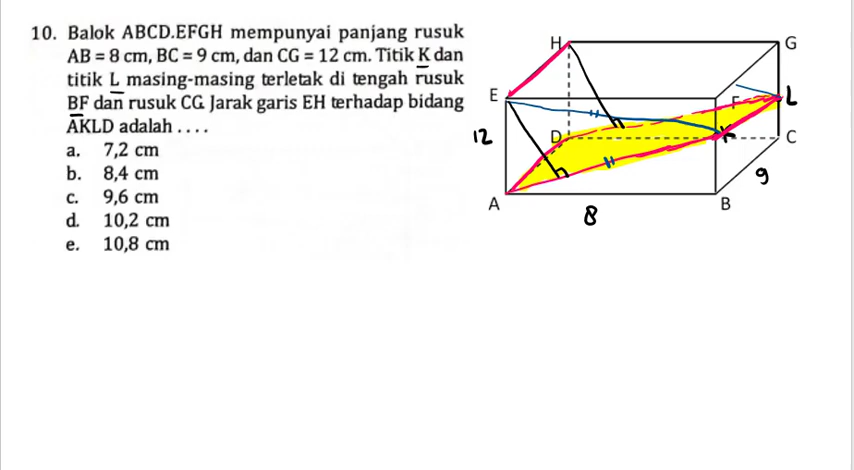 10. Balok ABCD.EFGH mempunyai panjang rusuk
AB = 8 cm, BC = 9 cm, dan CG = 12 cm. Titik K dan
titik L masing-masing terletak di tengah rusuk
BF dan rusuk CG. Jarak garis EH terhadap bidang
AKLD adalah . . . .
a. 7,2 cm
b. 8,4 cm
c. 9,6 cm
d. 10,2 cm
e. 10,8 cm
H
G
E
F
L
12
D
K
C
9
A
B
8